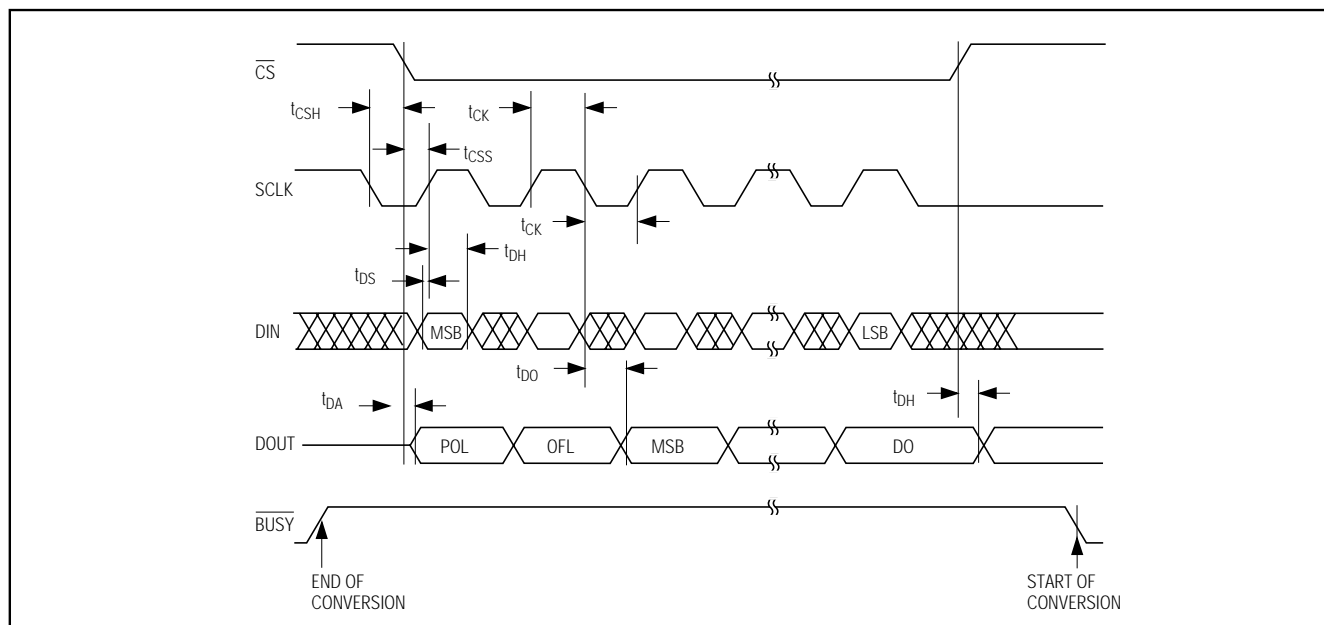 CS
tCSH
tCK
tCSS
SCLK
tCK
tDH
tDS
DIN
MSB
LSB
tDO
tDA
tDH
DOUT
POL
OFL
MSB
DO
BUSY
END OF
CONVERSION
START OF
CONVERSION